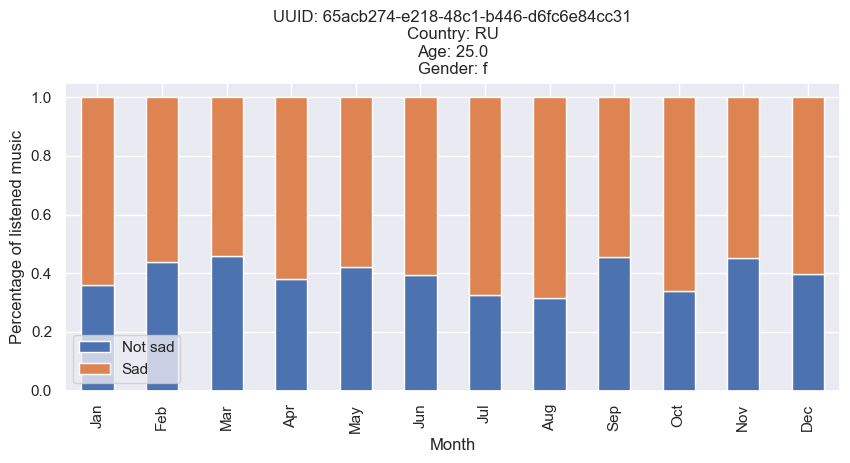 UUID: 65acb274-e218-48c1-b446-d6fc6e84cc31
Country: RU
Age: 25.0
Gender: f
Percentage of listened music
1.0
0.8
0.6
0.4
0.2
0.0
Not sad
Sad
Jan
Feb
Mar
Apr
May
Jun
Jul
Aug
Sep
Oct
Nov
Dec
Month